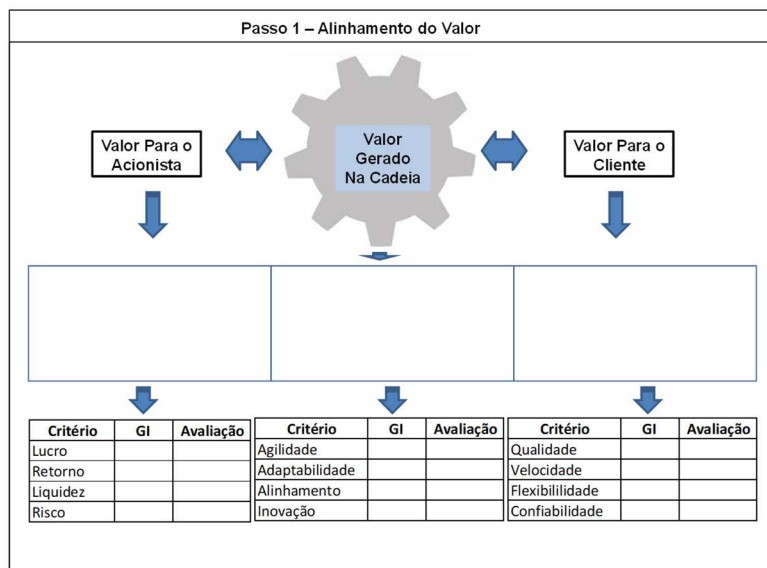 Passo 1 – Alinhamento do Valor
Valor Para o
Acionista
Valor
Gerado
Na Cadeia
Valor Para o
Cliente
Critério GI Avaliação
Lucro
Retorno
Liquidez
Risco
Critério GI Avaliação
Agilidade
Adaptabilidade
Alinhamento
Inovação
Critério GI Avaliação
Qualidade
Velocidade
Flexibililidade
Confiabilidade